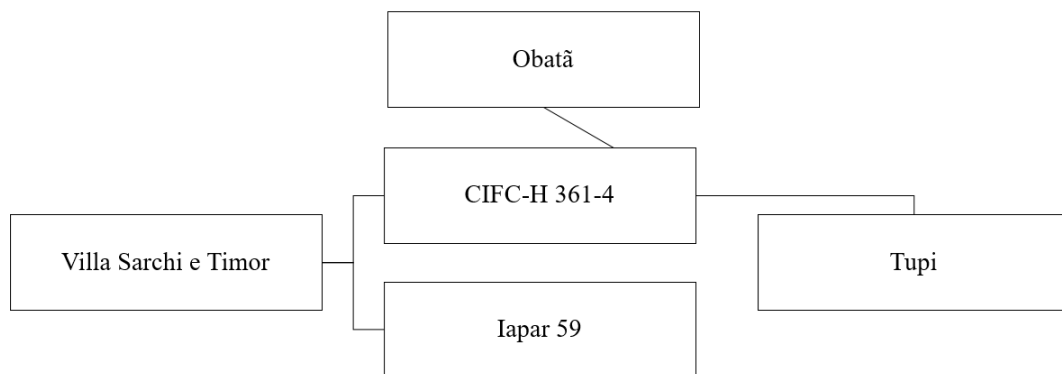 Obatã
CIFC-H 361-4
Villa Sarchi e Timor
Tupi
Iapar 59